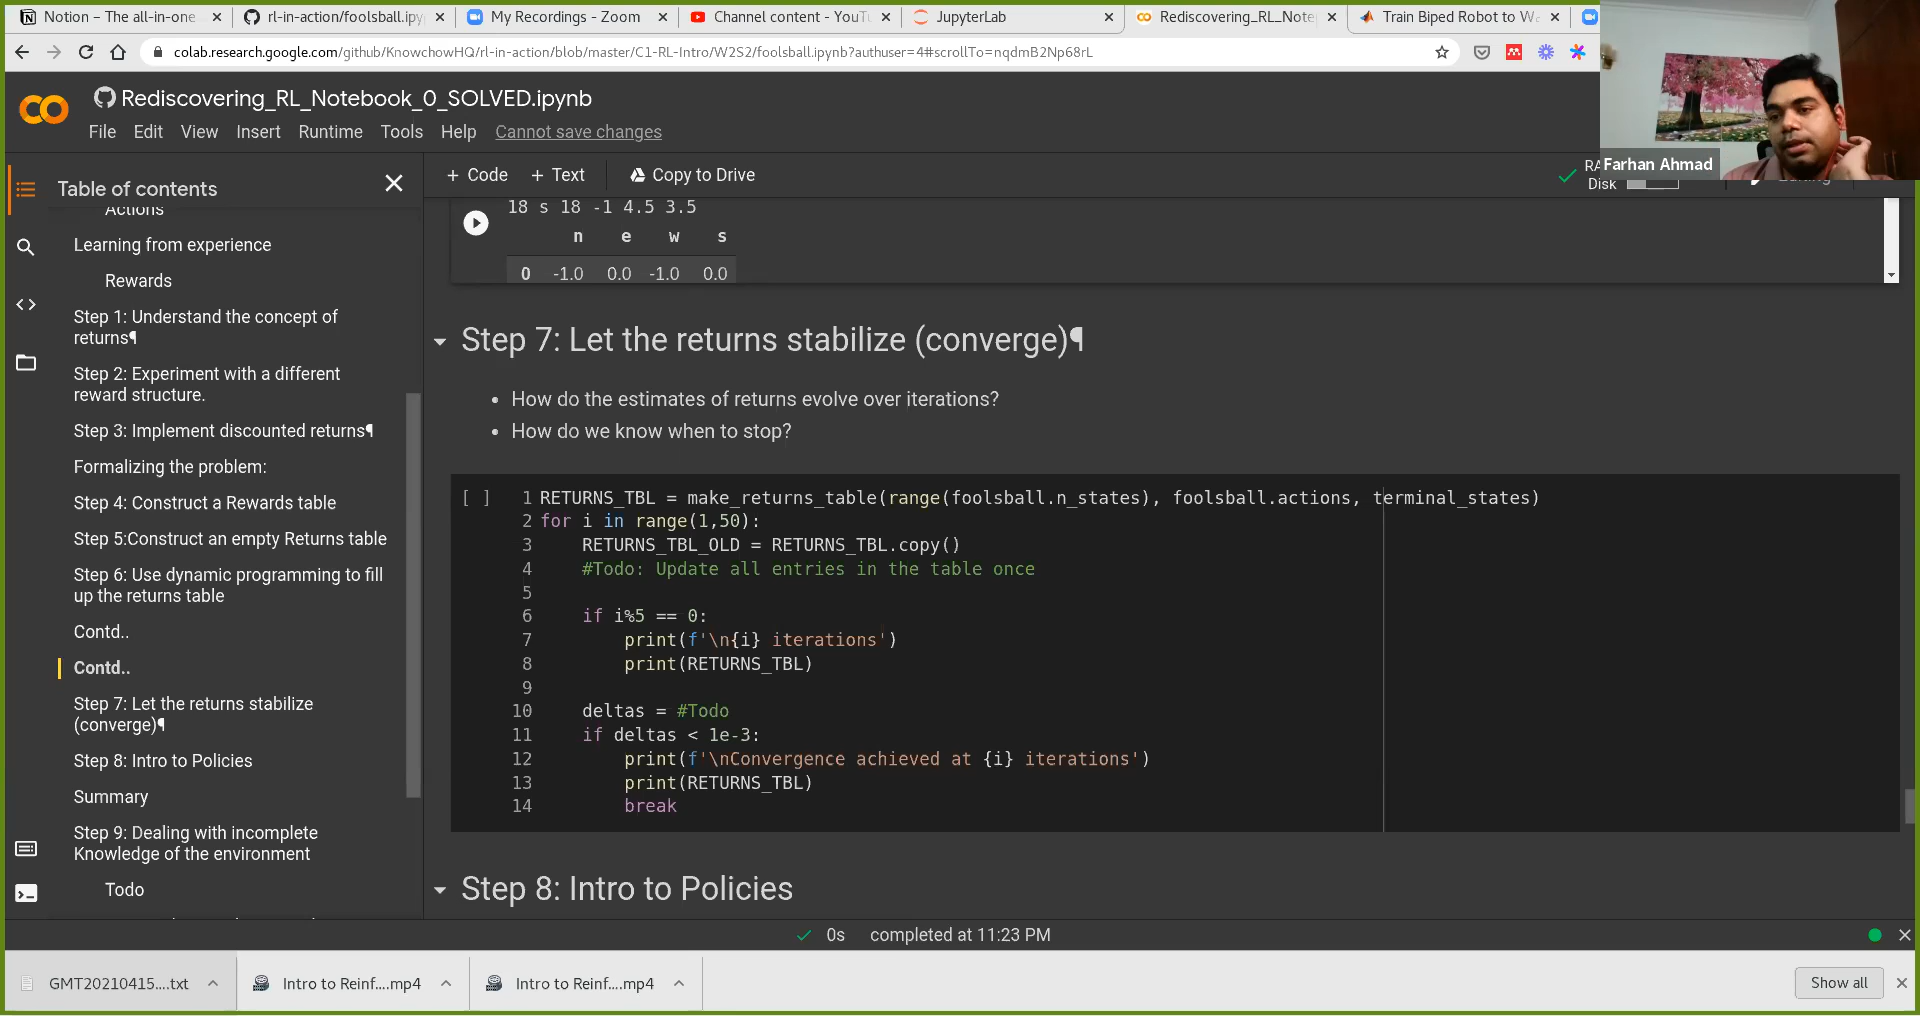 Notion – The all-in-one
rl-in-action/foolsball.ipy
My Recordings - Zoom
Channel content - YouTu
JupyterLab
Rediscovering_RL_Note
Train Biped Robot to Wa
colab.research.google.com/github/KnowchowHQ/rl-in-action/blob/master/C1-RL-Intro/W2S2/foolsball.ipynb?authuser=4#scrollTo=nqdmB2Np68rL
Rediscovering_RL_Notebook_0_SOLVED.ipynb
File Edit View Insert Runtime Tools Help Cannot save changes
Farhan Ahmad
+ Code + Text Copy to Drive
RA
Disk
Editing
Table of contents
Actions
Learning from experience
Rewards
Step 1: Understand the concept of
returns¶
Step 2: Experiment with a different
reward structure.
Step 3: Implement discounted returns¶
Formalizing the problem:
Step 4: Construct a Rewards table
Step 5:Construct an empty Returns table
Step 6: Use dynamic programming to fill
up the returns table
Contd..
Contd..
Step 7: Let the returns stabilize
(converge)¶
Step 8: Intro to Policies
Summary
Step 9: Dealing with incomplete
Knowledge of the environment
Todo
18 s 18 -1 4.5 3.5
n e w s
0 -1.0 0.0 -1.0 0.0
Step 7: Let the returns stabilize (converge)¶
• How do the estimates of returns evolve over iterations?
• How do we know when to stop?
[ ] 1 RETURNS_TBL = make_returns_table(range(foolsball.n_states), foolsball.actions, terminal_states)
2 for i in range(1,50):
3     RETURNS_TBL_OLD = RETURNS_TBL.copy()
4     #Todo: Update all entries in the table once
5
6     if i%5 == 0:
7         print(f'\n{i} iterations')
8         print(RETURNS_TBL)
9
10     deltas = #Todo
11     if deltas < 1e-3:
12         print(f'\nConvergence achieved at {i} iterations')
13         print(RETURNS_TBL)
14         break
Step 8: Intro to Policies
0s completed at 11:23 PM
GMT20210415....txt
Intro to Reinf....mp4
Intro to Reinf....mp4
Show all